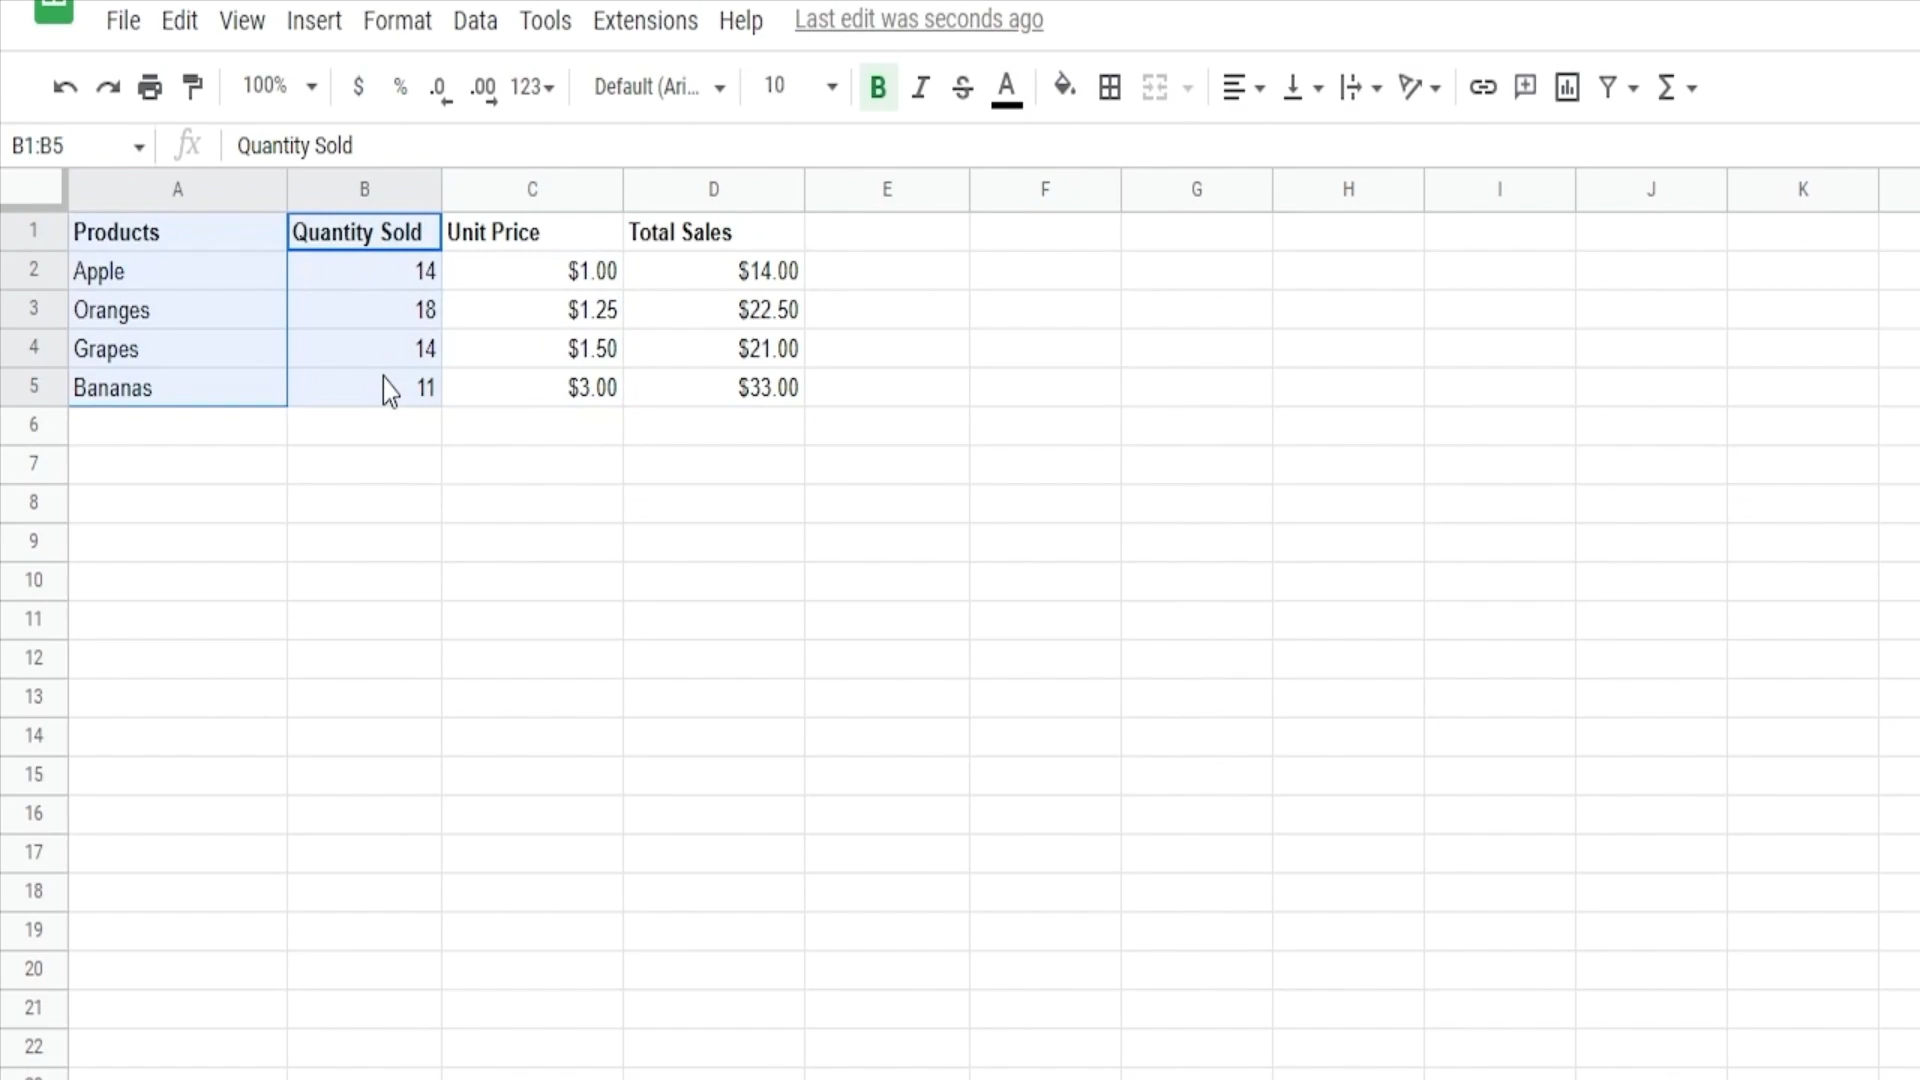 File Edit View Insert Format Data Tools Extensions Help Last edit was seconds ago
100% $ % .0 .00 123 Default (Ari... 10 B I S A
B1:B5 fx Quantity Sold
A B C D E F G H I J K
1 Products Quantity Sold Unit Price Total Sales
2 Apple 14 $1.00 $14.00
3 Oranges 18 $1.25 $22.50
4 Grapes 14 $1.50 $21.00
5 Bananas 11 $3.00 $33.00
6
7
8
9
10
11
12
13
14
15
16
17
18
19
20
21
22